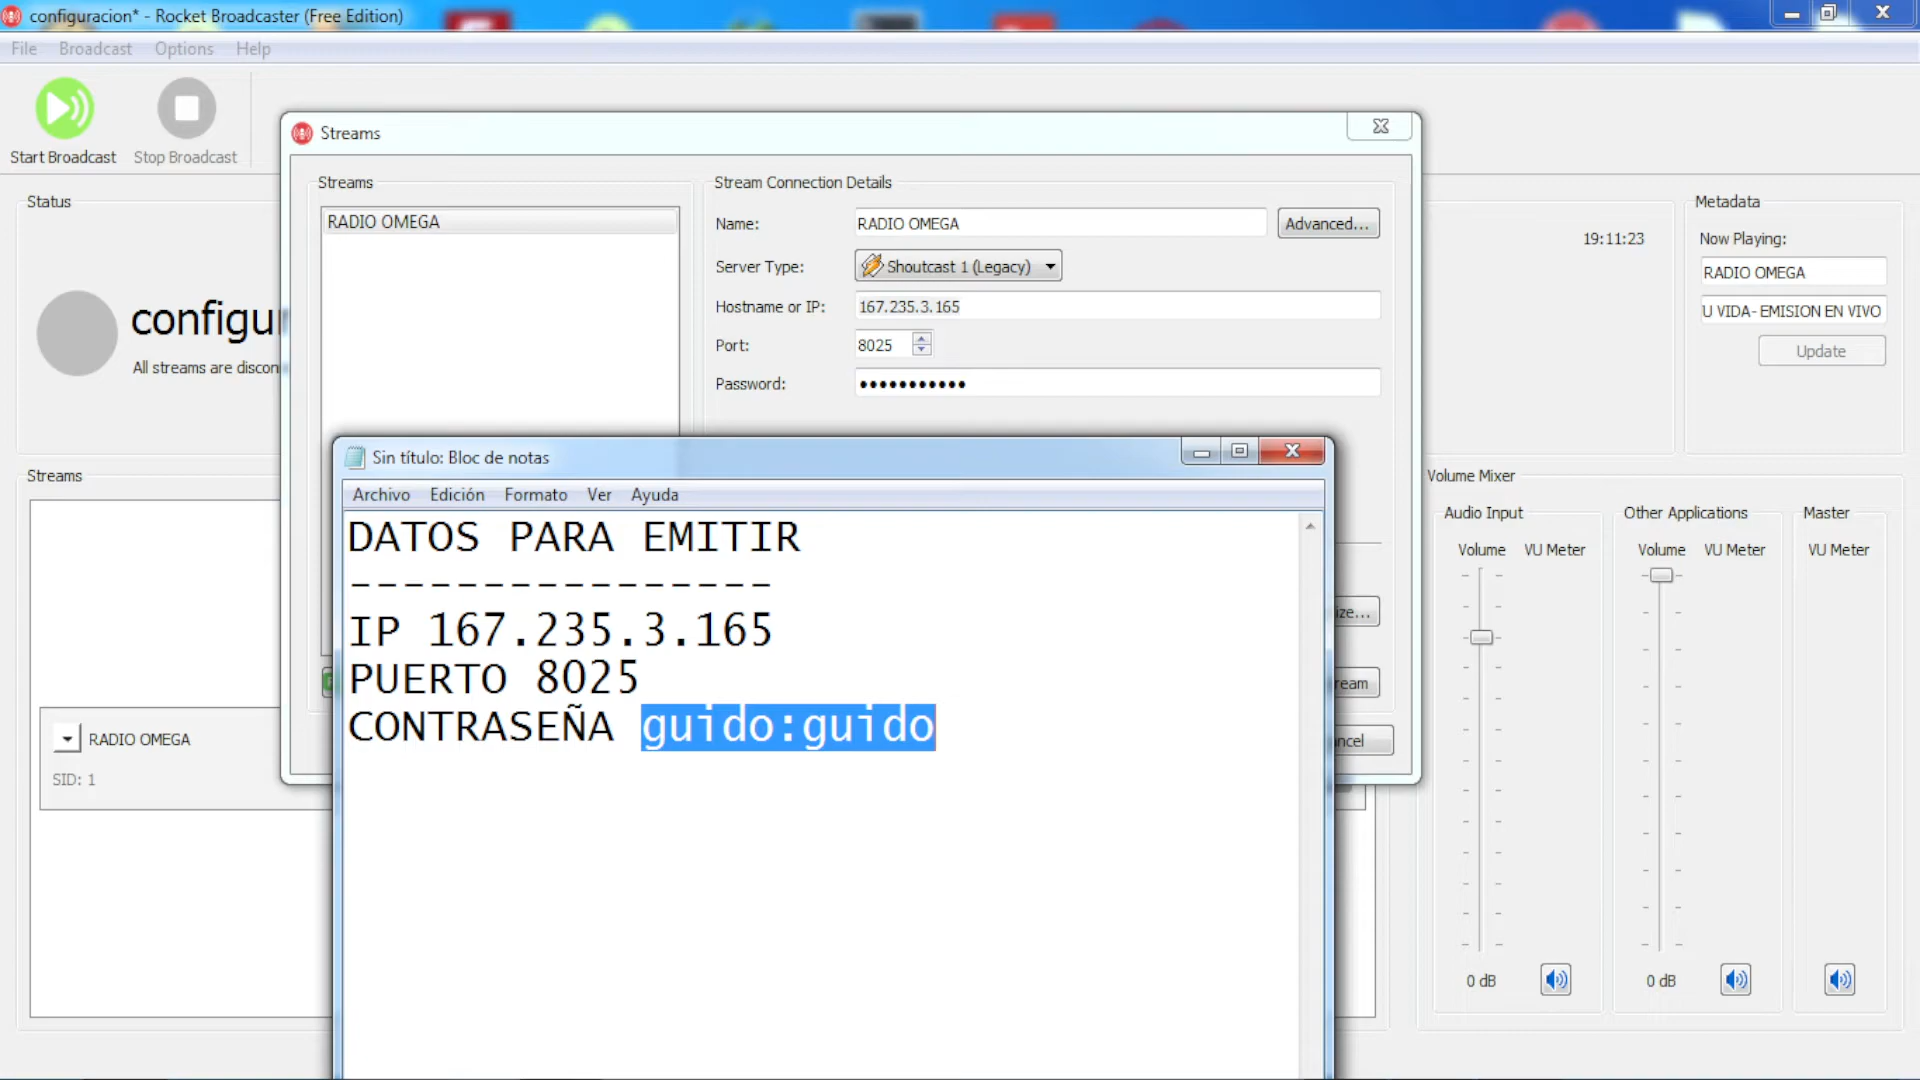 configuracion* - Rocket Broadcaster (Free Edition)
File Broadcast Options Help
Start Broadcast Stop Broadcast
Status
configur
All streams are discon
Streams
RADIO OMEGA
SID: 1
Streams
Streams
RADIO OMEGA
Stream Connection Details
Name: RADIO OMEGA Advanced...
Server Type: Shoutcast 1 (Legacy)
Hostname or IP: 167.235.3.165
Port: 8025
Password: •••••••••••
ize...
ream
ncel
Sin título: Bloc de notas
Archivo Edición Formato Ver Ayuda
DATOS PARA EMITIR
----------------
IP 167.235.3.165
PUERTO 8025
CONTRASEÑA guido:guido
19:11:23
Metadata
Now Playing:
RADIO OMEGA
U VIDA- EMISION EN VIVO
Update
Volume Mixer
Audio Input Other Applications Master
Volume VU Meter Volume VU Meter VU Meter
0 dB 0 dB